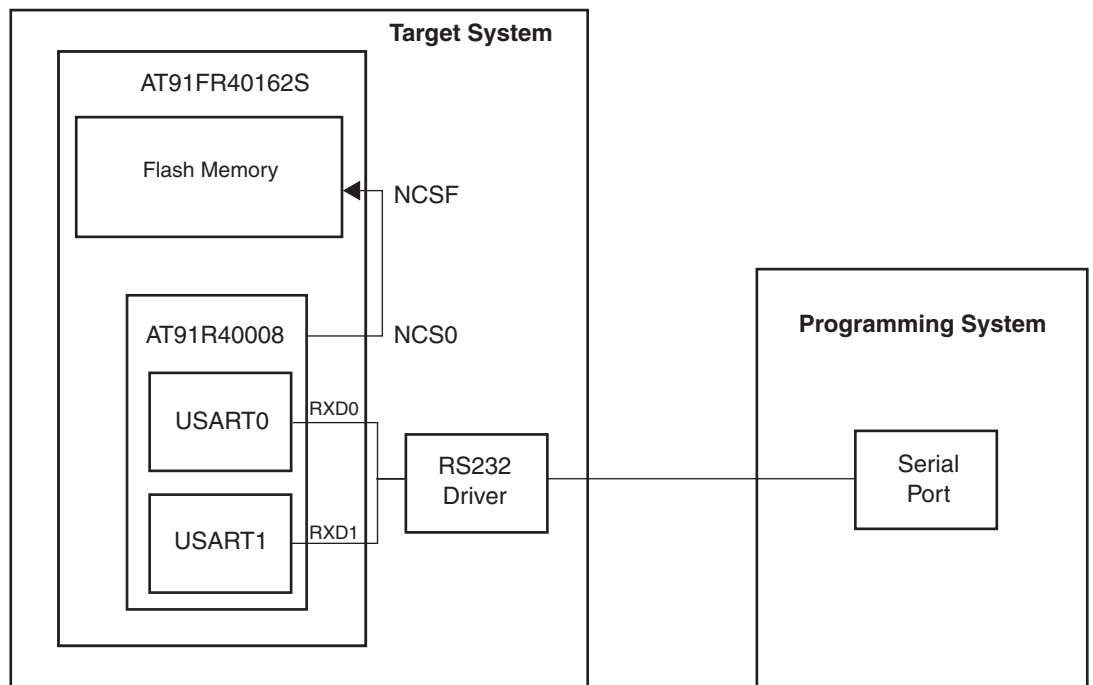 Target System
AT91FR40162S
Flash Memory
NCSF
AT91R40008
NCS0
USART0
RXD0
USART1
RXD1
RS232
Driver
Programming System
Serial
Port